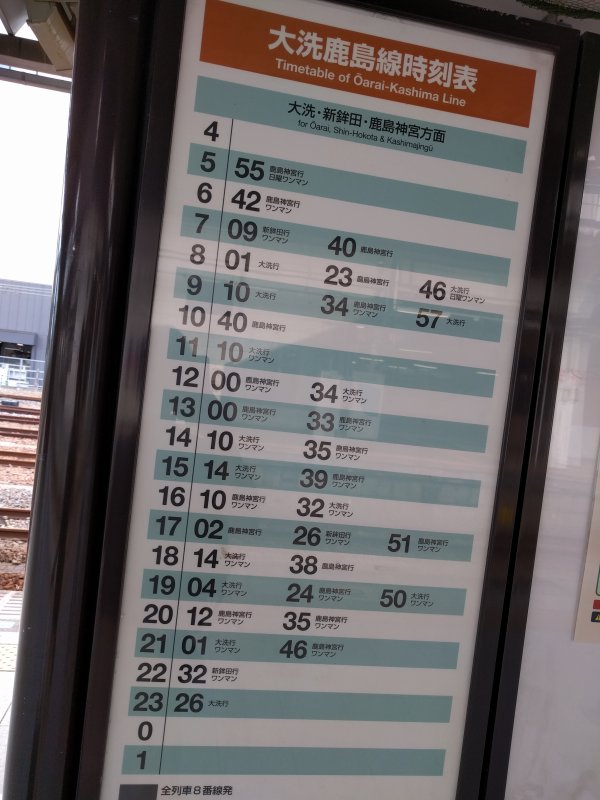 大洗鹿島線時刻表
Timetable of Ōarai-Kashima Line
大洗・新鉾田・鹿島神宮方面
for Ōarai, Shin-Hokota & Kashimajingū
4
5 55 鹿島神宮行 日曜ワンマン
6 42 鹿島神宮行 ワンマン
7 09 新鉾田行 ワンマン 40 鹿島神宮行
8 01 大洗行 23 鹿島神宮行 46 大洗行 日曜ワンマン
9 10 大洗行 34 鹿島神宮行 ワンマン 57 大洗行
10 40 鹿島神宮行
11 10 大洗行 ワンマン
12 00 鹿島神宮行 ワンマン 34 大洗行 ワンマン
13 00 鹿島神宮行 ワンマン 33 鹿島神宮行 ワンマン
14 10 大洗行 ワンマン 35 鹿島神宮行 ワンマン
15 14 大洗行 ワンマン 39 鹿島神宮行 ワンマン
16 10 鹿島神宮行 ワンマン 32 大洗行 ワンマン
17 02 鹿島神宮行 26 新鉾田行 ワンマン 51 鹿島神宮行 ワンマン
18 14 大洗行 ワンマン 38 鹿島神宮行
19 04 大洗行 ワンマン 24 鹿島神宮行 ワンマン 50 大洗行 ワンマン
20 12 鹿島神宮行 ワンマン 35 鹿島神宮行 ワンマン
21 01 大洗行 ワンマン 46 鹿島神宮行 ワンマン
22 32 新鉾田行 ワンマン
23 26 大洗行
0
1
全列車8番線発